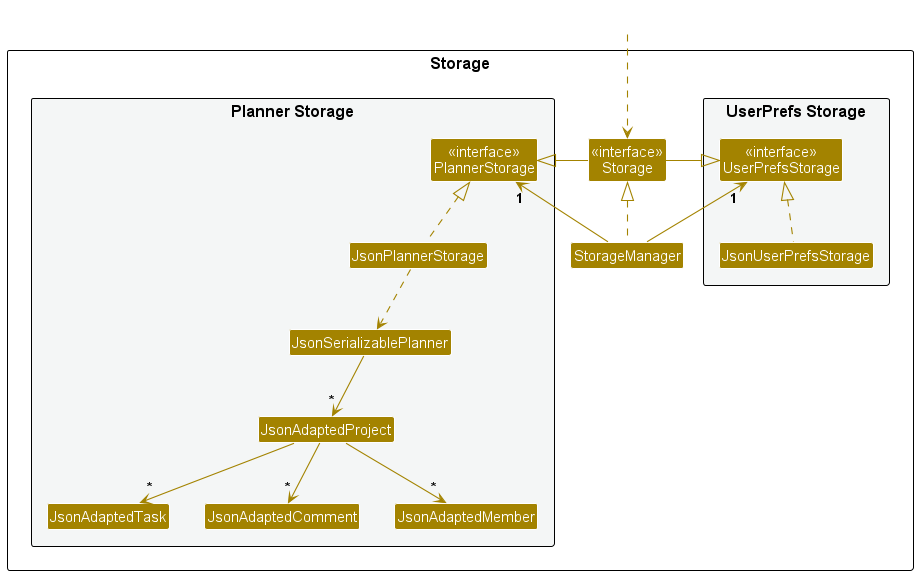 Storage
Planner Storage
UserPrefs Storage
«interface»
PlannerStorage
«interface»
Storage
«interface»
UserPrefsStorage
1
1
JsonPlannerStorage
StorageManager
JsonUserPrefsStorage
JsonSerializablePlanner
*
JsonAdaptedProject
*
*
*
JsonAdaptedTask
JsonAdaptedComment
JsonAdaptedMember